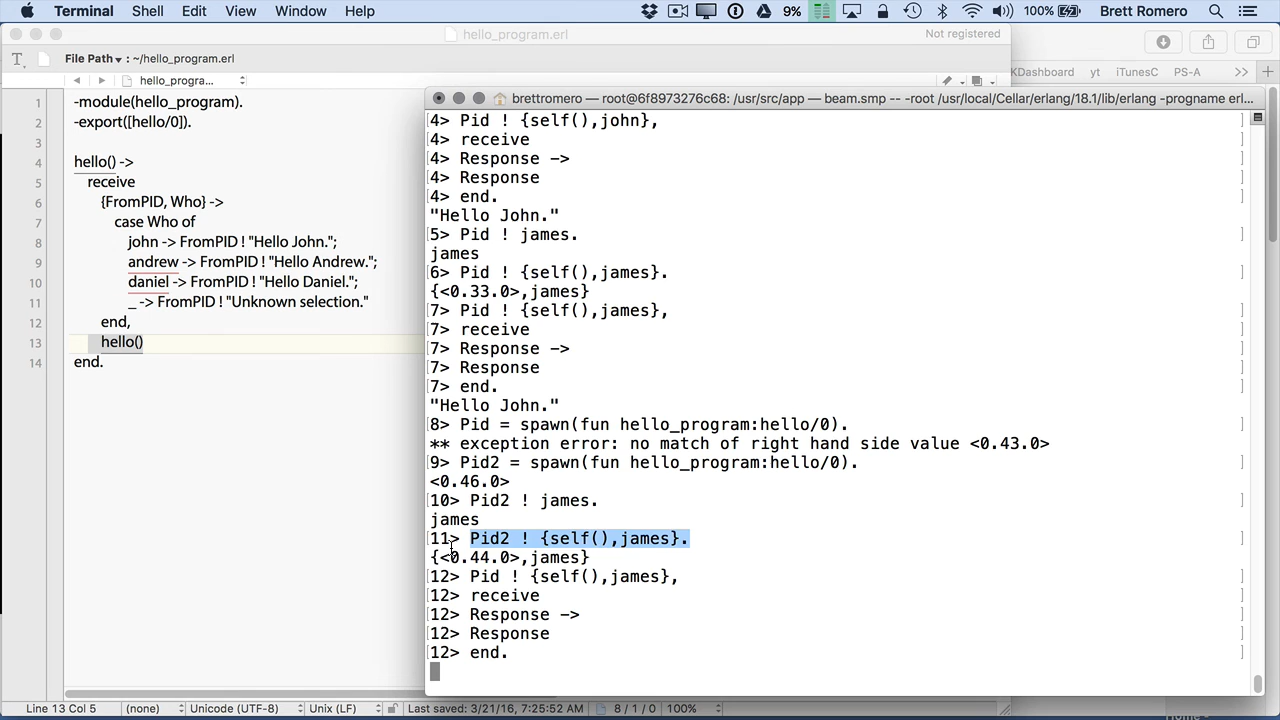 Terminal Shell Edit View Window Help 9% 100% Brett Romero
hello_program.erl Not registered
File Path : ~/hello_program.erl
hello_progra...
KDashboard yt iTunesC PS-A >>
1 -module(hello_program).
2 -export([hello/0]).
3
4 hello() ->
5 receive
6 {FromPID, Who} ->
7 case Who of
8 john -> FromPID ! "Hello John.";
9 andrew -> FromPID ! "Hello Andrew.";
10 daniel -> FromPID ! "Hello Daniel.";
11 _ -> FromPID ! "Unknown selection."
12 end,
13 hello()
14 end.
Line 13 Col 5 (none) Unicode (UTF-8) Unix (LF) Last saved: 3/21/16, 7:25:52 AM 8 / 1 / 0 100%
brettromero — root@6f8973276c68: /usr/src/app — beam.smp -- -root /usr/local/Cellar/erlang/18.1/lib/erlang -progname erl...
4> Pid ! {self(),john},
4> receive
4> Response ->
4> Response
4> end.
"Hello John."
5> Pid ! james.
james
6> Pid ! {self(),james}.
{<0.33.0>,james}
7> Pid ! {self(),james},
7> receive
7> Response ->
7> Response
7> end.
"Hello John."
8> Pid = spawn(fun hello_program:hello/0).
** exception error: no match of right hand side value <0.43.0>
9> Pid2 = spawn(fun hello_program:hello/0).
<0.46.0>
10> Pid2 ! james.
james
11> Pid2 ! {self(),james}.
{<0.44.0>,james}
12> Pid ! {self(),james},
12> receive
12> Response ->
12> Response
12> end.